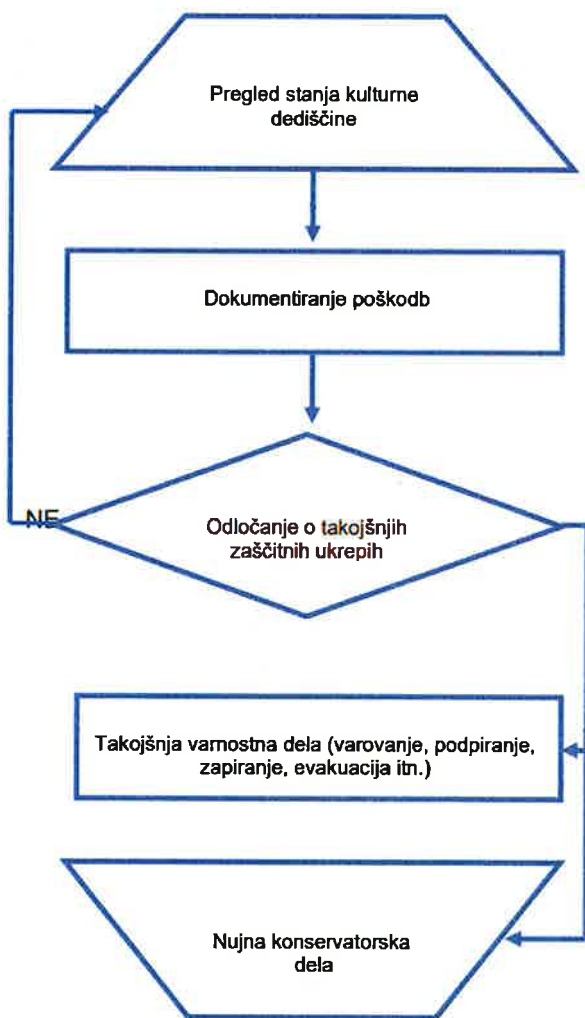 Pregled stanja kulturne
dediščine
Dokumentiranje poškodb
NE
Odločanje o takojšnjih
zaščitnih ukrepih
Takojšnja varnostna dela (varovanje, podpiranje,
zapiranje, evakuacija itn.)
Nujna konservatorska
dela